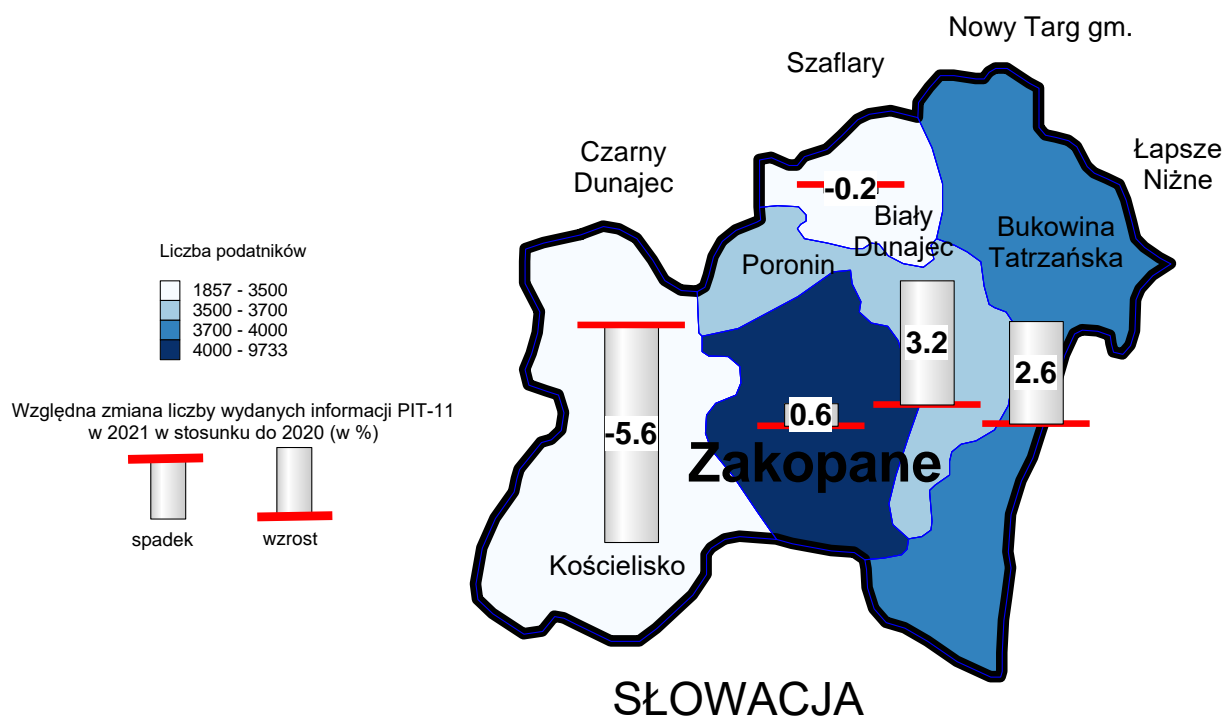 Nowy Targ gm.
Szaflary
Czarny
Dunajec
Łapsze
Niżne
-0.2
Biały
Dunajec
Bukowina
Tatrzańska
Poronin
Liczba podatników
1857 - 3500
3500 - 3700
3700 - 4000
4000 - 9733
3.2
2.6
Względna zmiana liczby wydanych informacji PIT-11
w 2021 w stosunku do 2020 (w %)
0.6
-5.6
Zakopane
spadek
wzrost
Kościelisko
SŁOWACJA